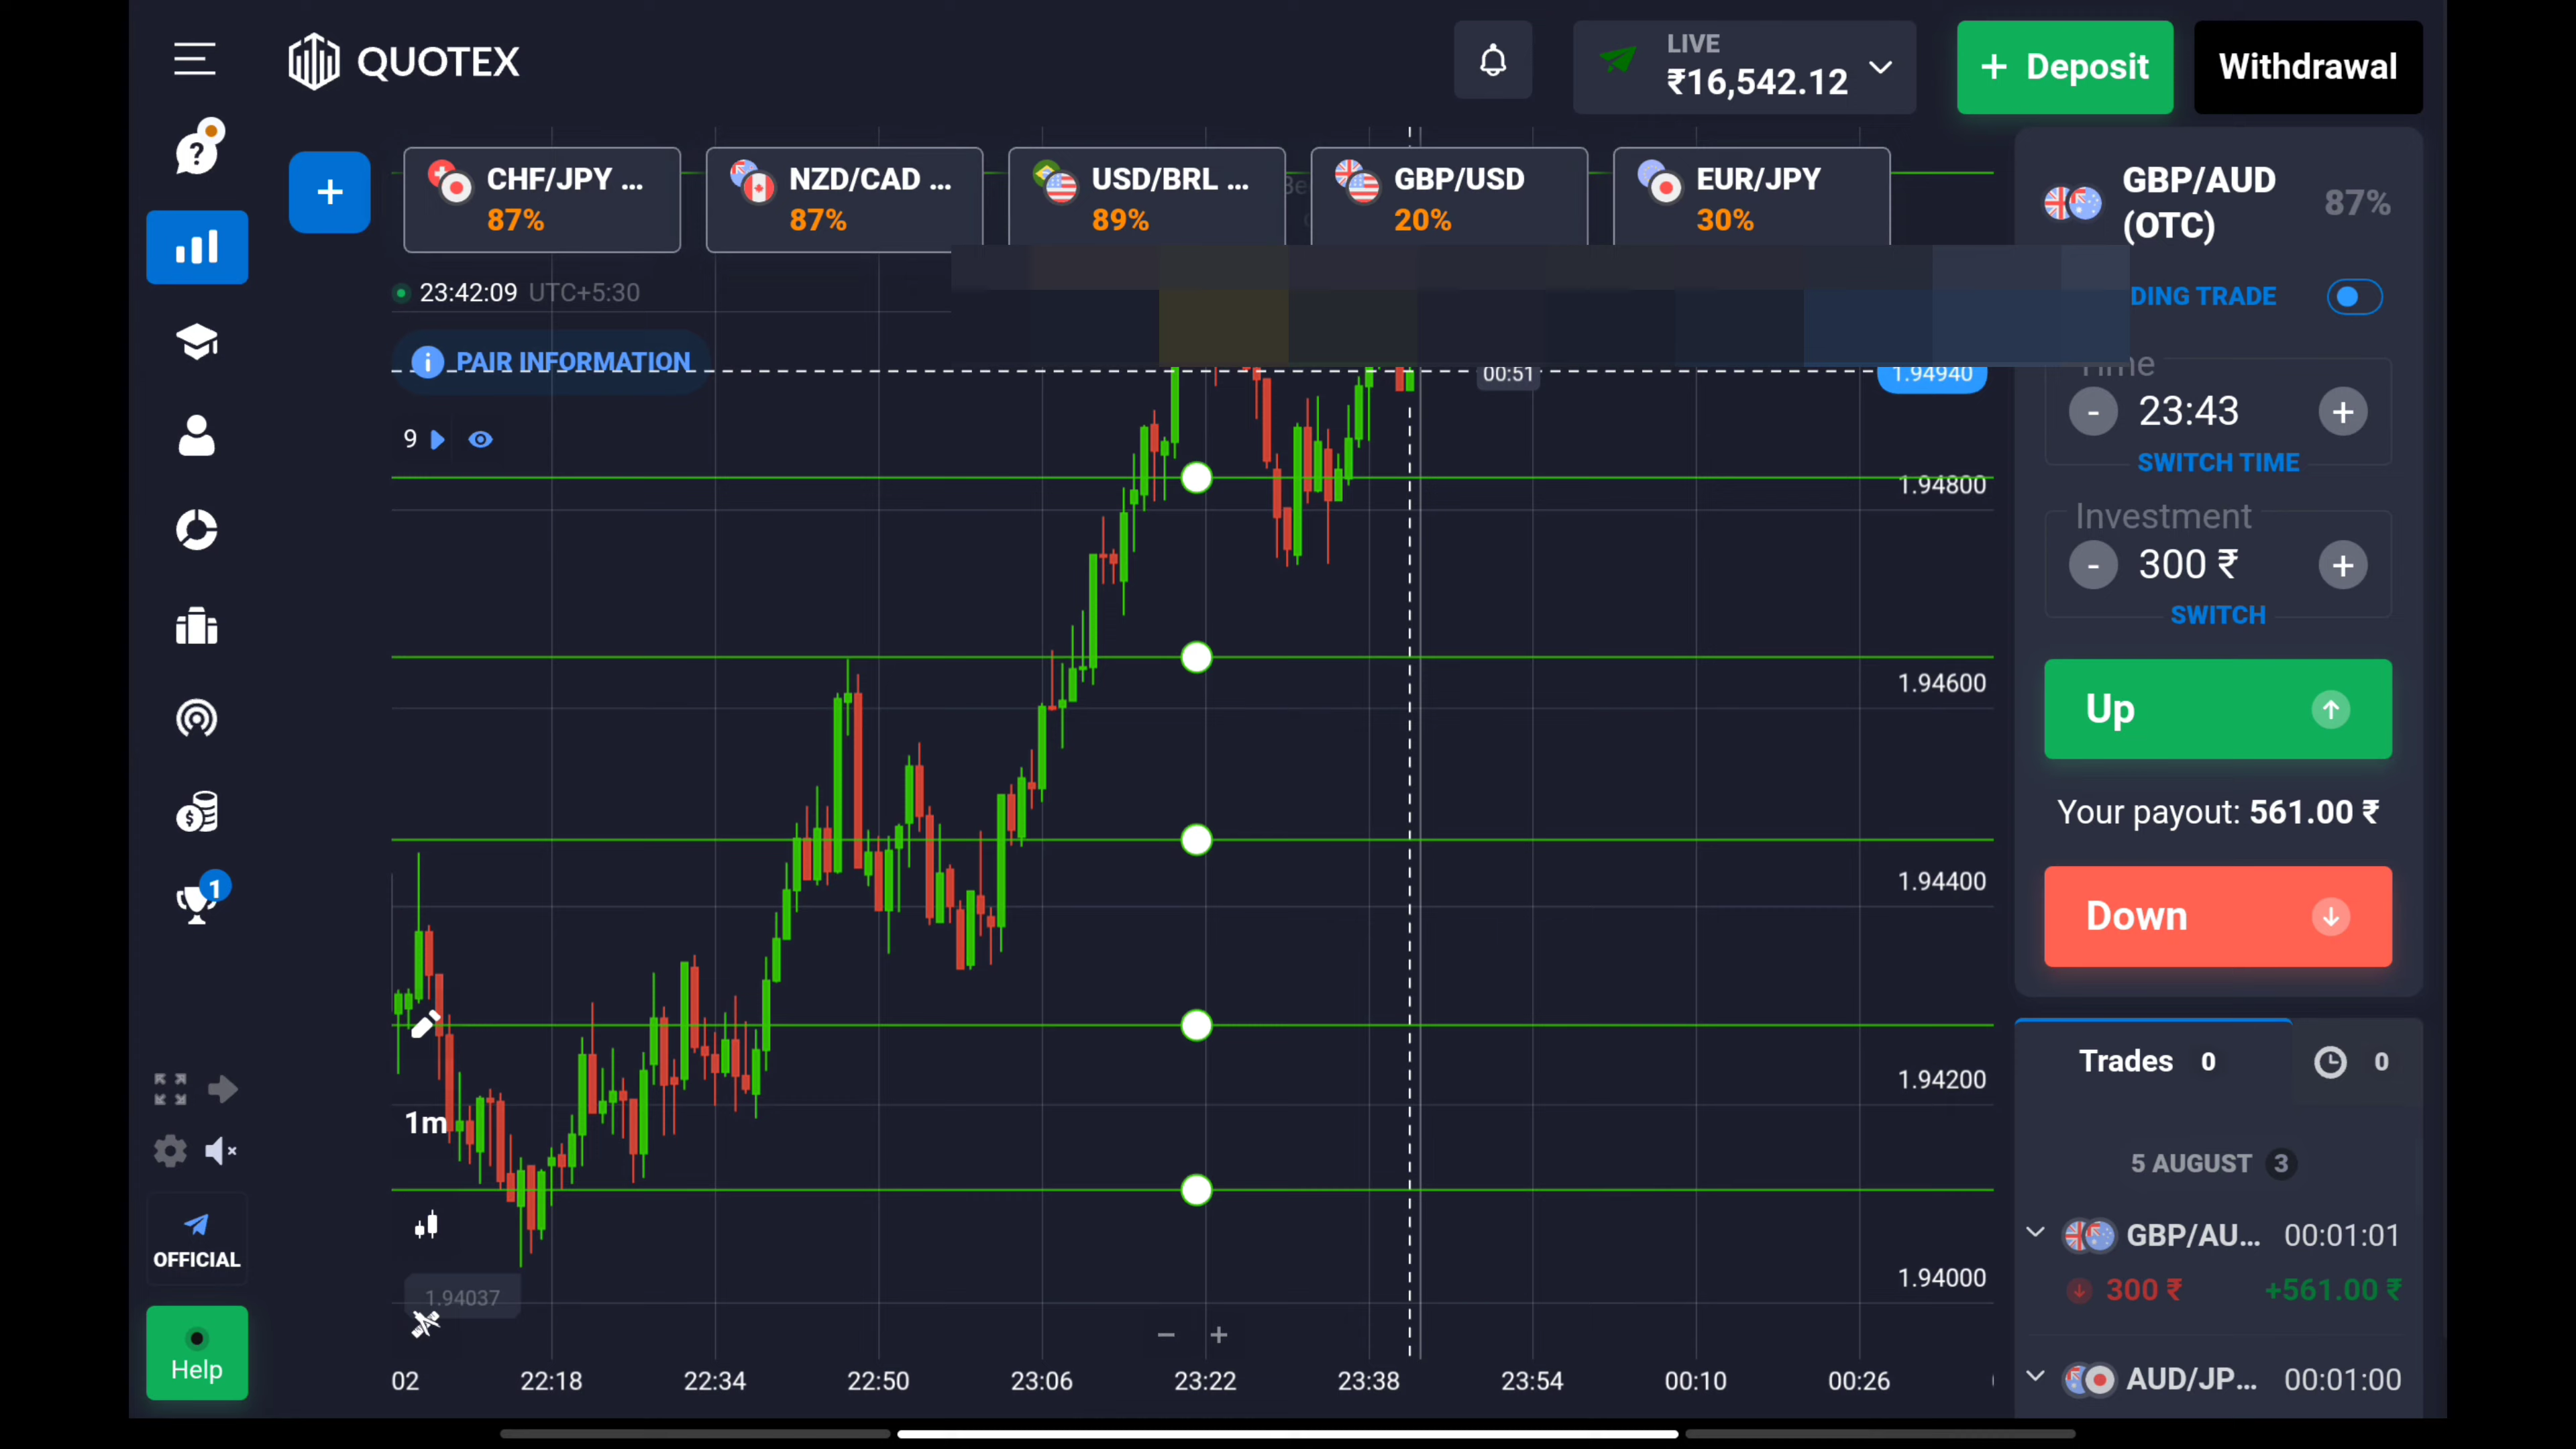 QUOTEX
LIVE
₹16,542.12
+ Deposit
Withdrawal
+
CHF/JPY ...
87%
NZD/CAD ...
87%
USD/BRL ...
89%
GBP/USD
20%
EUR/JPY
30%
GBP/AUD
(OTC)
87%
23:42:09 UTC+5:30
DING TRADE
PAIR INFORMATION
00:51
1.94940
Time
- 23:43 +
SWITCH TIME
9
1.94800
Investment
- 300 ₹ +
SWITCH
1.94600
Up
Your payout: 561.00 ₹
1.94400
Down
1
Trades 0
0
1.94200
1m
5 AUGUST 3
OFFICIAL
GBP/AU... 00:01:01
300 ₹ +561.00 ₹
1.94000
1.94037
− +
Help
02 22:18 22:34 22:50 23:06 23:22 23:38 23:54 00:10 00:26
AUD/JP... 00:01:00